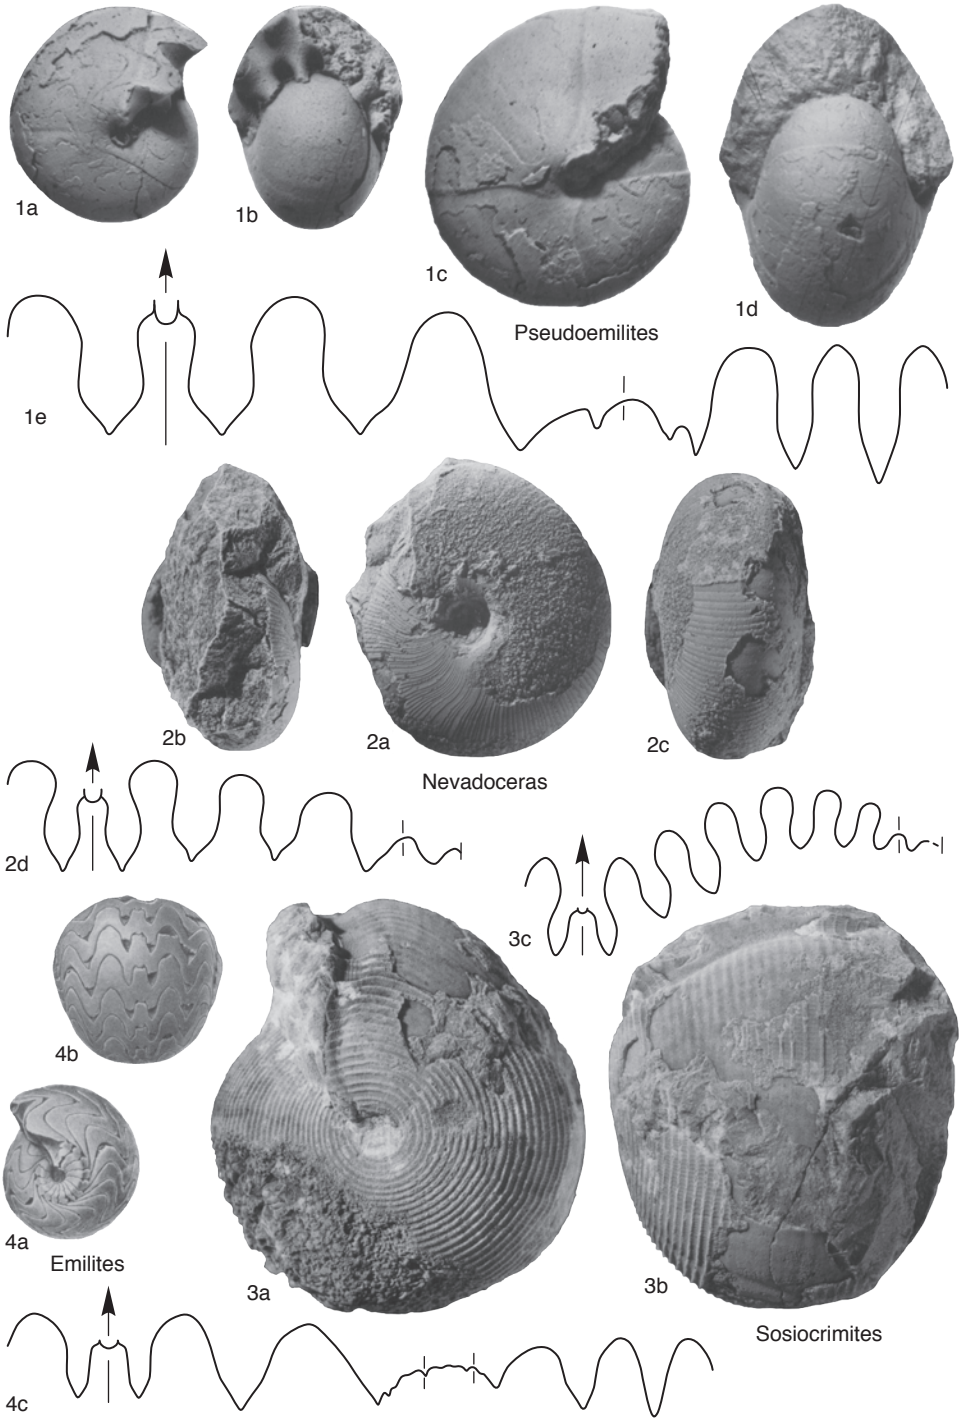 1a
1b
1c
1d
Pseudoemilites
1e
2b
2a
2c
Nevadoceras
2d
3c
4b
4a
Emilites
3a
3b
Sosiocrimites
4c